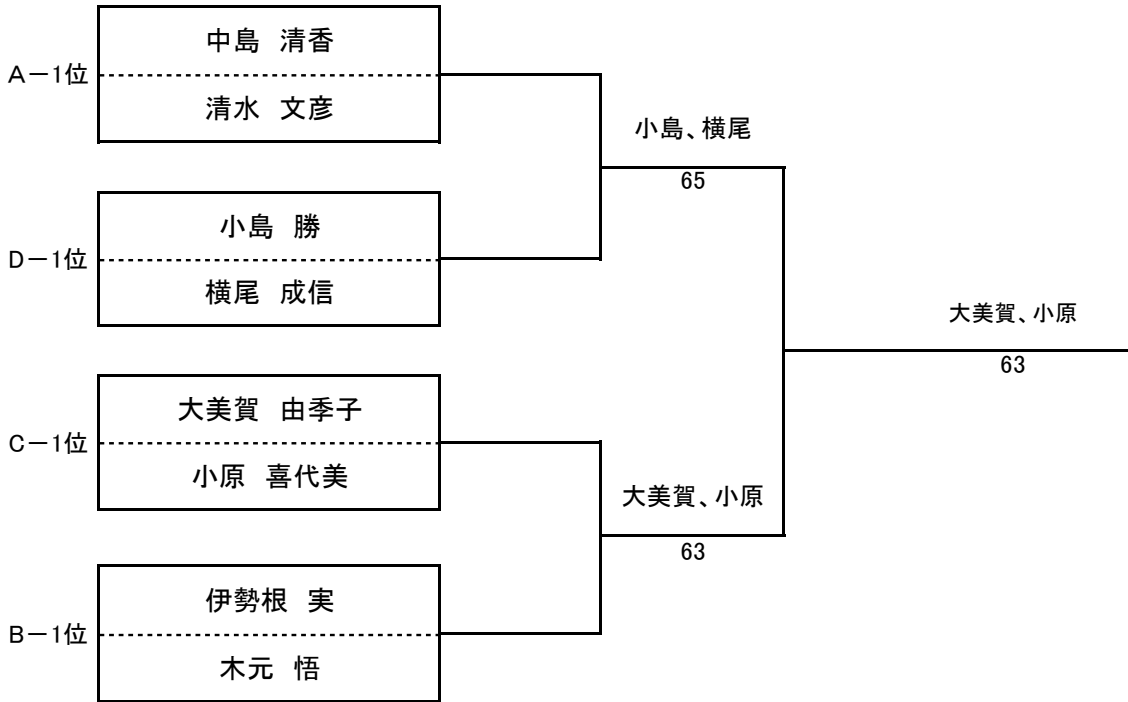 中島 清香
A－1位
清水 文彦
小島、横尾
65
小島 勝
D－1位
横尾 成信
大美賀、小原
63
大美賀 由季子
C－1位
小原 喜代美
大美賀、小原
63
伊勢根 実
B－1位
木元 悟